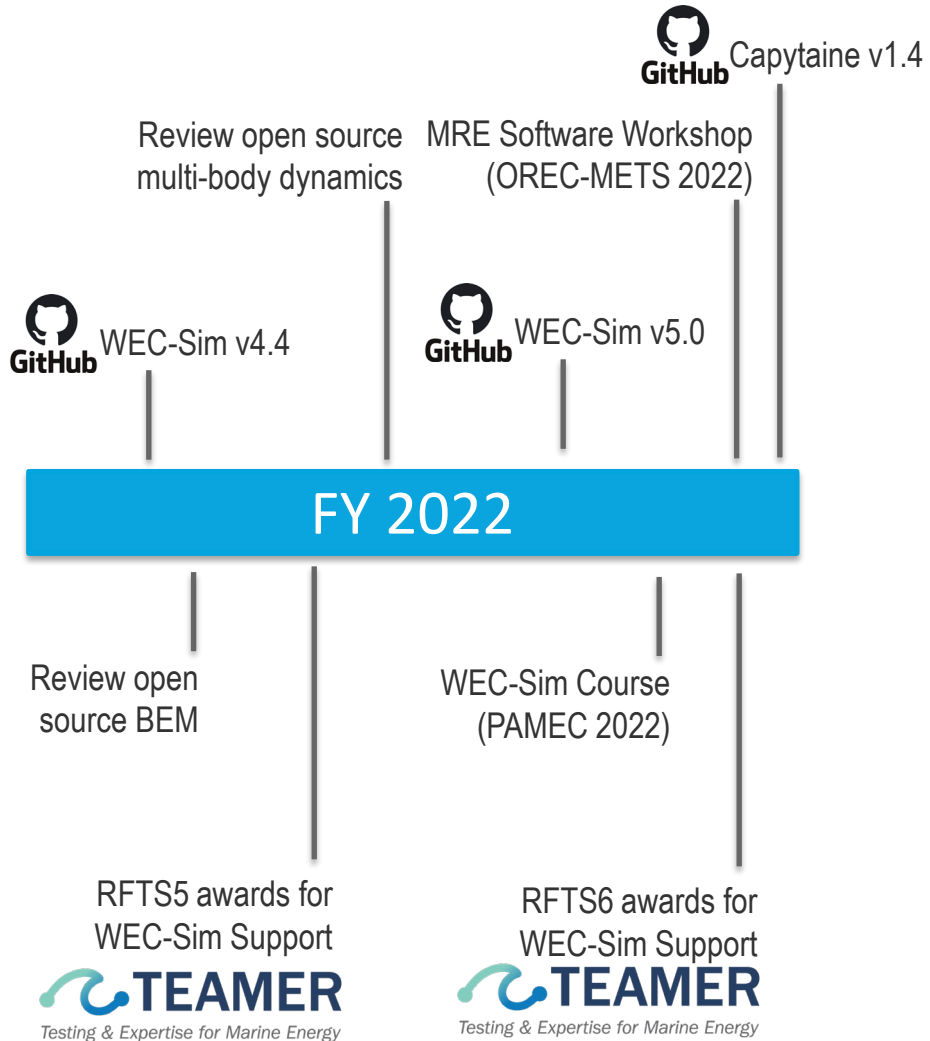 GitHub Capytaine v1.4
Review open source
multi-body dynamics
MRE Software Workshop
(OREC-METS 2022)
GitHub WEC-Sim v4.4
GitHub WEC-Sim v5.0
FY 2022
Review open
source BEM
WEC-Sim Course
(PAMEC 2022)
RFTS5 awards for
WEC-Sim Support
TEAMER
Testing & Expertise for Marine Energy
RFTS6 awards for
WEC-Sim Support
TEAMER
Testing & Expertise for Marine Energy